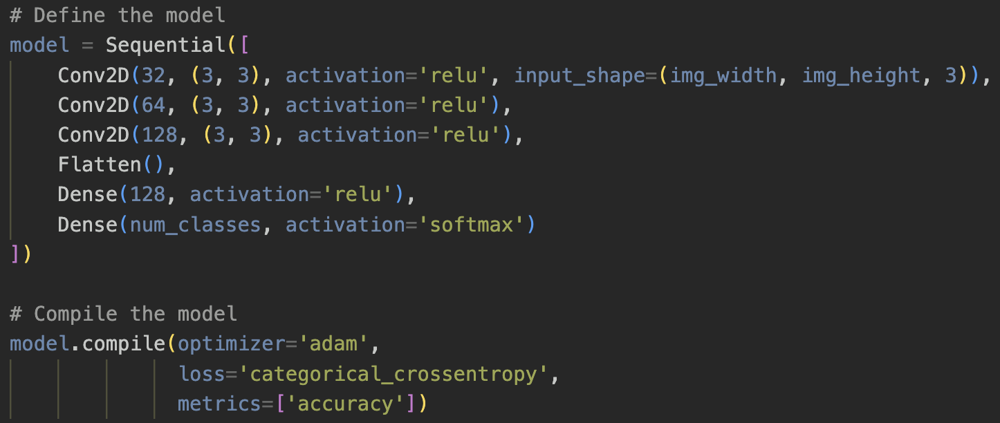 # Define the model
model = Sequential([
    Conv2D(32, (3, 3), activation='relu', input_shape=(img_width, img_height, 3)),
    Conv2D(64, (3, 3), activation='relu'),
    Conv2D(128, (3, 3), activation='relu'),
    Flatten(),
    Dense(128, activation='relu'),
    Dense(num_classes, activation='softmax')
])

# Compile the model
model.compile(optimizer='adam',
              loss='categorical_crossentropy',
              metrics=['accuracy'])